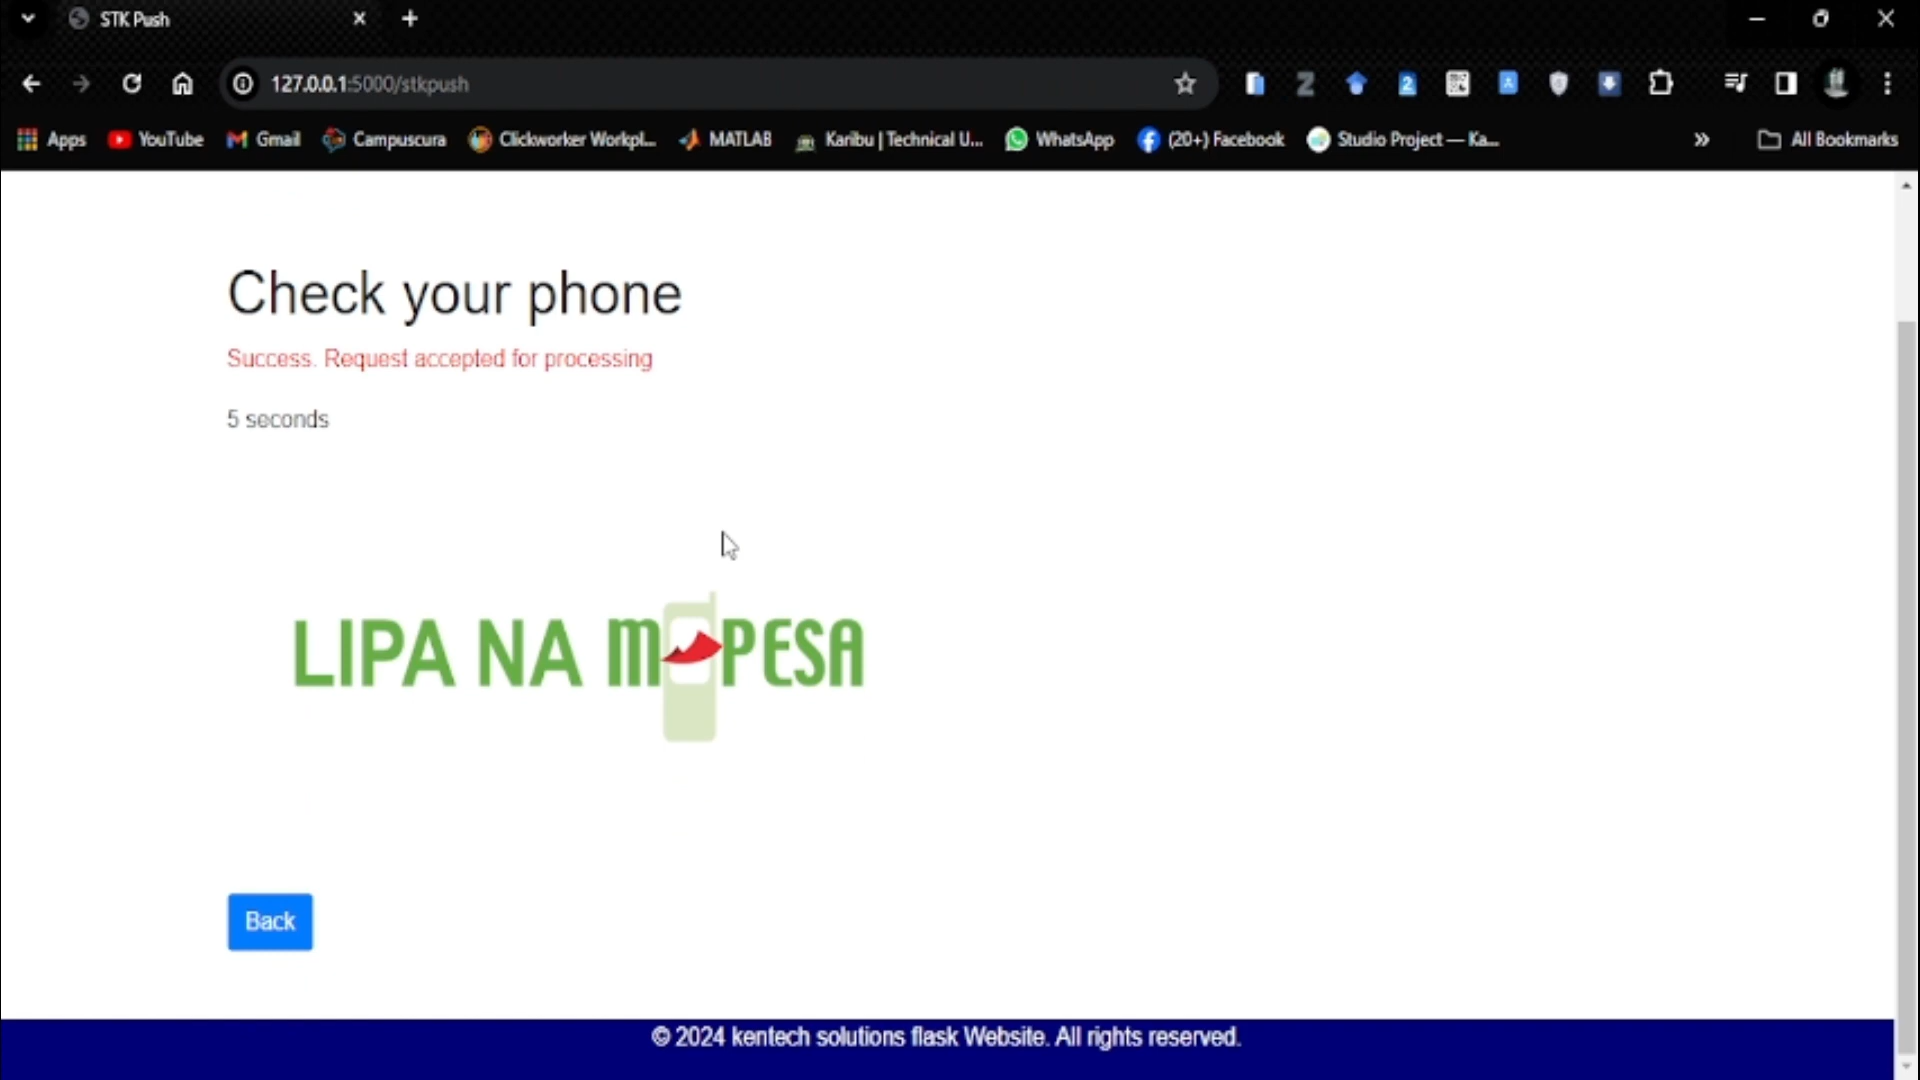 STK Push
127.0.0.1:5000/stkpush
Apps YouTube Gmail Campuscura Clickworker Workpl... MATLAB Karibu | Technical U... WhatsApp (20+) Facebook Studio Project — Ka... » All Bookmarks
Check your phone
Success. Request accepted for processing
5 seconds
LIPA NA M PESA
Back
© 2024 kentech solutions flask Website. All rights reserved.